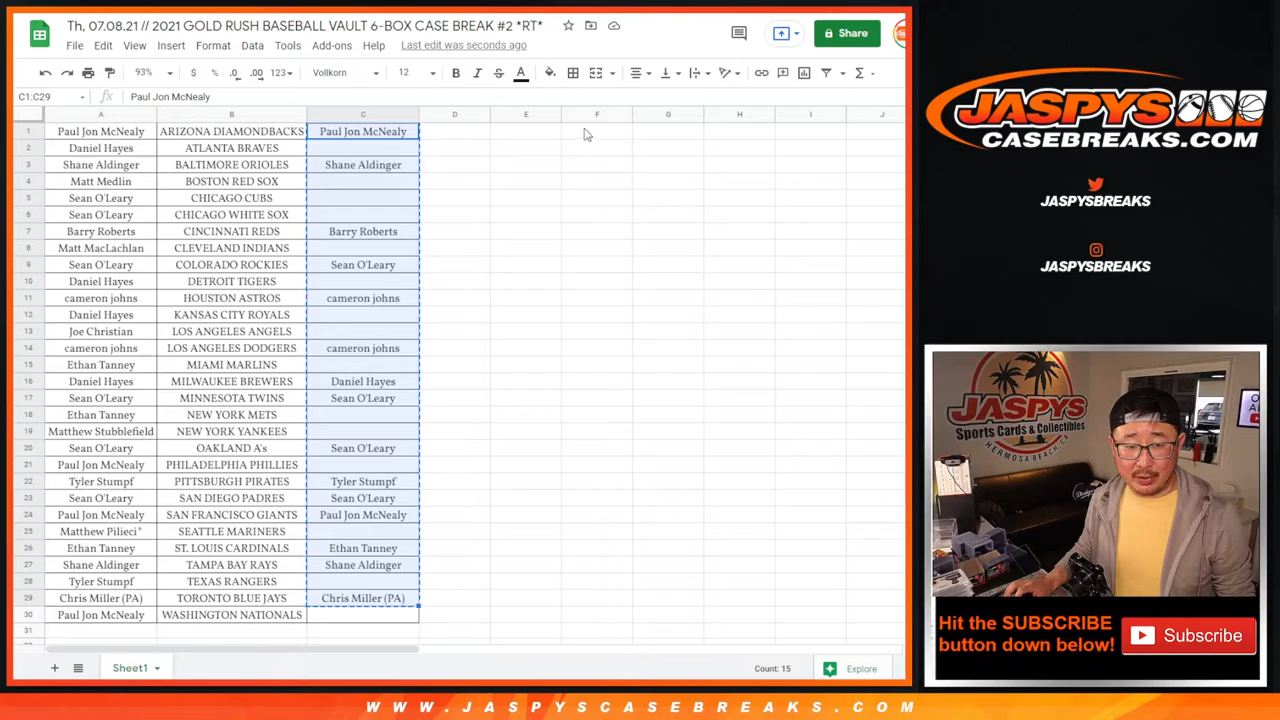 Th, 07.08.21 // 2021 GOLD RUSH BASEBALL VAULT 6-BOX CASE BREAK #2 *RT*
File Edit View Insert Format Data Tools Add-ons Help Last edit was seconds ago
Share
93% $ % .0 .00 123 Vollkorn 12 B I S A
C1:C29 fx Paul Jon McNealy
A B C D E F G H I J
1 Paul Jon McNealy ARIZONA DIAMONDBACKS Paul Jon McNealy
2 Daniel Hayes ATLANTA BRAVES
3 Shane Aldinger BALTIMORE ORIOLES Shane Aldinger
4 Matt Medlin BOSTON RED SOX
5 Sean O'Leary CHICAGO CUBS
6 Sean O'Leary CHICAGO WHITE SOX
7 Barry Roberts CINCINNATI REDS Barry Roberts
8 Matt MacLachlan CLEVELAND INDIANS
9 Sean O'Leary COLORADO ROCKIES Sean O'Leary
10 Daniel Hayes DETROIT TIGERS
11 cameron johns HOUSTON ASTROS cameron johns
12 Daniel Hayes KANSAS CITY ROYALS
13 Joe Christian LOS ANGELES ANGELS
14 cameron johns LOS ANGELES DODGERS cameron johns
15 Ethan Tanney MIAMI MARLINS
16 Daniel Hayes MILWAUKEE BREWERS Daniel Hayes
17 Sean O'Leary MINNESOTA TWINS Sean O'Leary
18 Ethan Tanney NEW YORK METS
19 Matthew Stubblefield NEW YORK YANKEES
20 Sean O'Leary OAKLAND A's Sean O'Leary
21 Paul Jon McNealy PHILADELPHIA PHILLIES
22 Tyler Stumpf PITTSBURGH PIRATES Tyler Stumpf
23 Sean O'Leary SAN DIEGO PADRES Sean O'Leary
24 Paul Jon McNealy SAN FRANCISCO GIANTS Paul Jon McNealy
25 Matthew Pilieci* SEATTLE MARINERS
26 Ethan Tanney ST. LOUIS CARDINALS Ethan Tanney
27 Shane Aldinger TAMPA BAY RAYS Shane Aldinger
28 Tyler Stumpf TEXAS RANGERS
29 Chris Miller (PA) TORONTO BLUE JAYS Chris Miller (PA)
30 Paul Jon McNealy WASHINGTON NATIONALS
31
Sheet1 Count: 15 Explore
JASPYS
CASEBREAKS.COM
JASPYSBREAKS
JASPYSBREAKS
JASPYS
Sports Cards & Collectibles
HERMOSA BEACH, CA
Hit the SUBSCRIBE
button down below!
Subscribe
WWW.JASPYSCASEBREAKS.COM